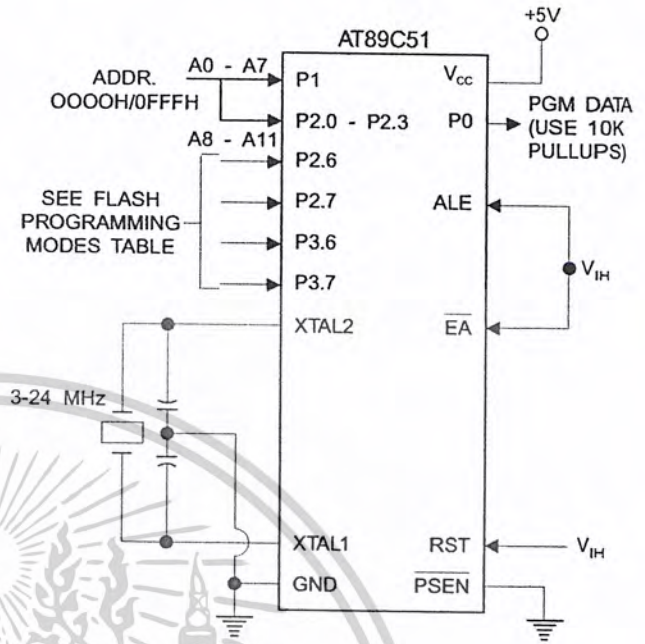 +5V
AT89C51
A0 - A7
ADDR.
OOOOH/0FFFH
P1
VCC
PGM DATA
(USE 10K
PULLUPS)
P2.0 - P2.3
P0
A8 - A11
P2.6
SEE FLASH
PROGRAMMING
MODES TABLE
P2.7
ALE
P3.6
VIH
P3.7
XTAL2
EA
3-24 MHz
XTAL1
RST
VIH
GND
PSEN